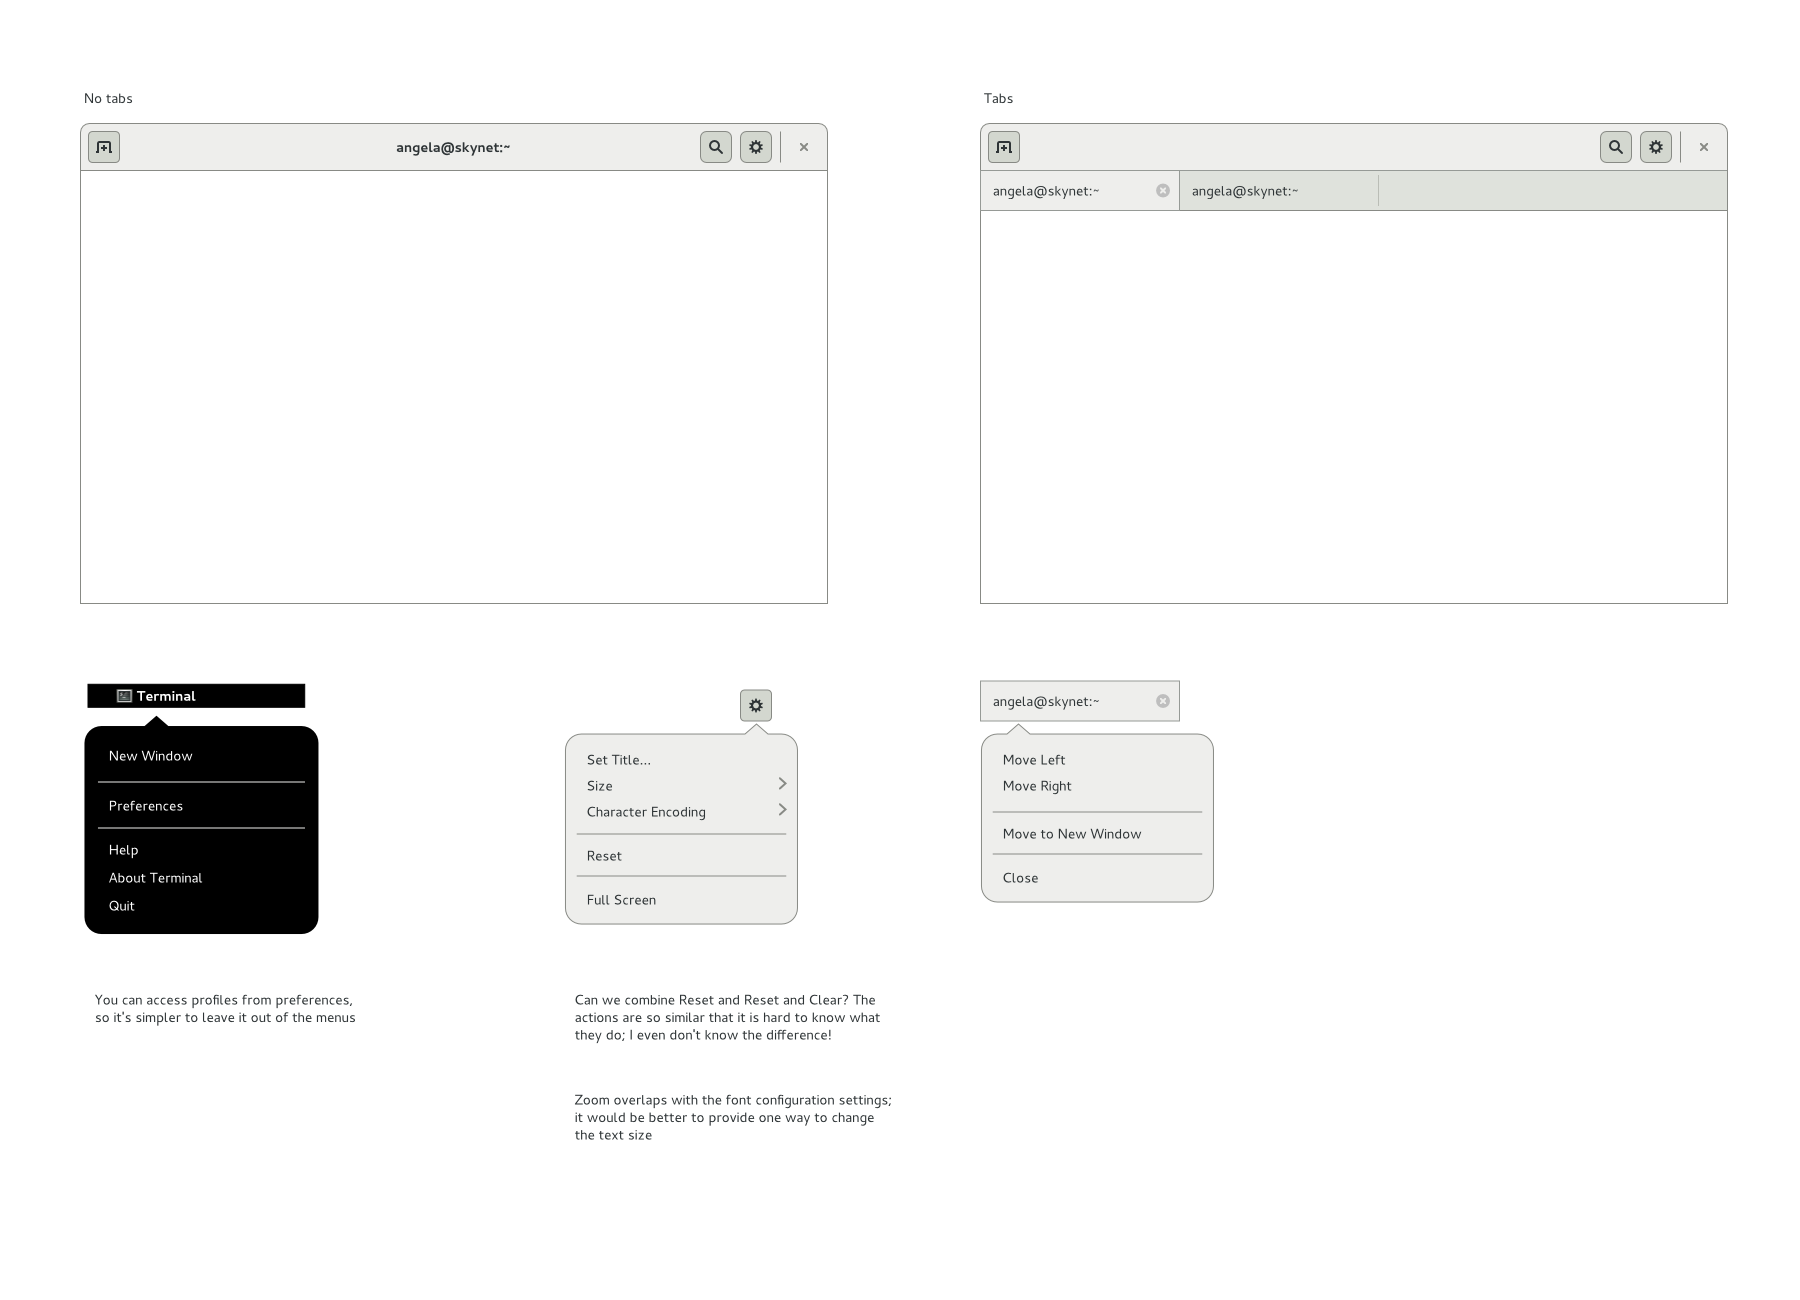 No tabs
angela@skynet:~
Tabs
angela@skynet:~
angela@skynet:~
Terminal
New Window
Preferences
Help
About Terminal
Quit
You can access profiles from preferences,
so it's simpler to leave it out of the menus
Set Title...
Size
Character Encoding
Reset
Full Screen
Can we combine Reset and Reset and Clear? The
actions are so similar that it is hard to know what
they do; I even don't know the difference!
Zoom overlaps with the font configuration settings;
it would be better to provide one way to change
the text size
angela@skynet:~
Move Left
Move Right
Move to New Window
Close